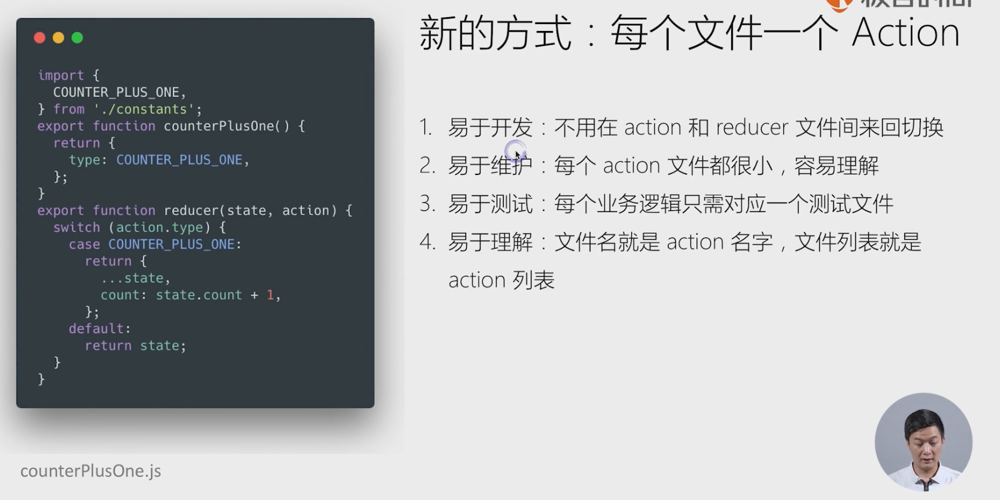 新的方式：每个文件一个 Action
import {
  COUNTER_PLUS_ONE,
} from './constants';
export function counterPlusOne() {
  return {
    type: COUNTER_PLUS_ONE,
  };
}
export function reducer(state, action) {
  switch (action.type) {
    case COUNTER_PLUS_ONE:
      return {
        ...state,
        count: state.count + 1,
      };
    default:
      return state;
  }
}
counterPlusOne.js
1. 易于开发：不用在 action 和 reducer 文件间来回切换
2. 易于维护：每个 action 文件都很小，容易理解
3. 易于测试：每个业务逻辑只需对应一个测试文件
4. 易于理解：文件名就是 action 名字，文件列表就是
action 列表